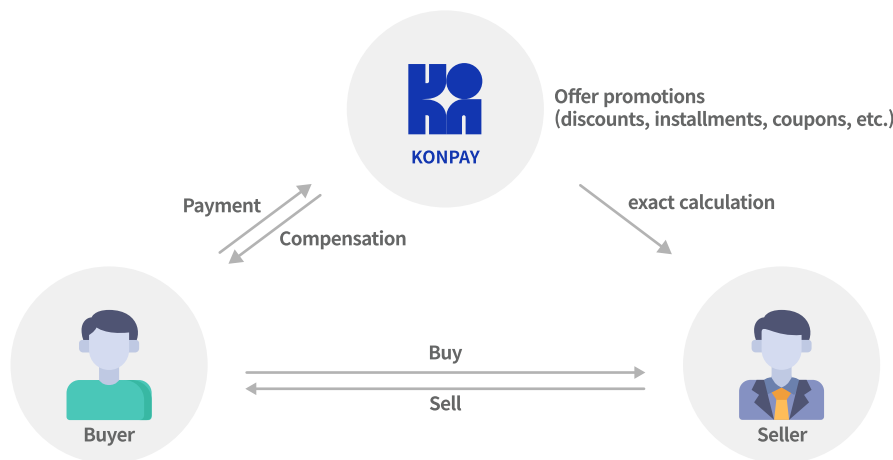 Offer promotions
(discounts, installments, coupons, etc.)
KONPAY
Payment
exact calculation
Compensation
Buy
Sell
Buyer
Seller